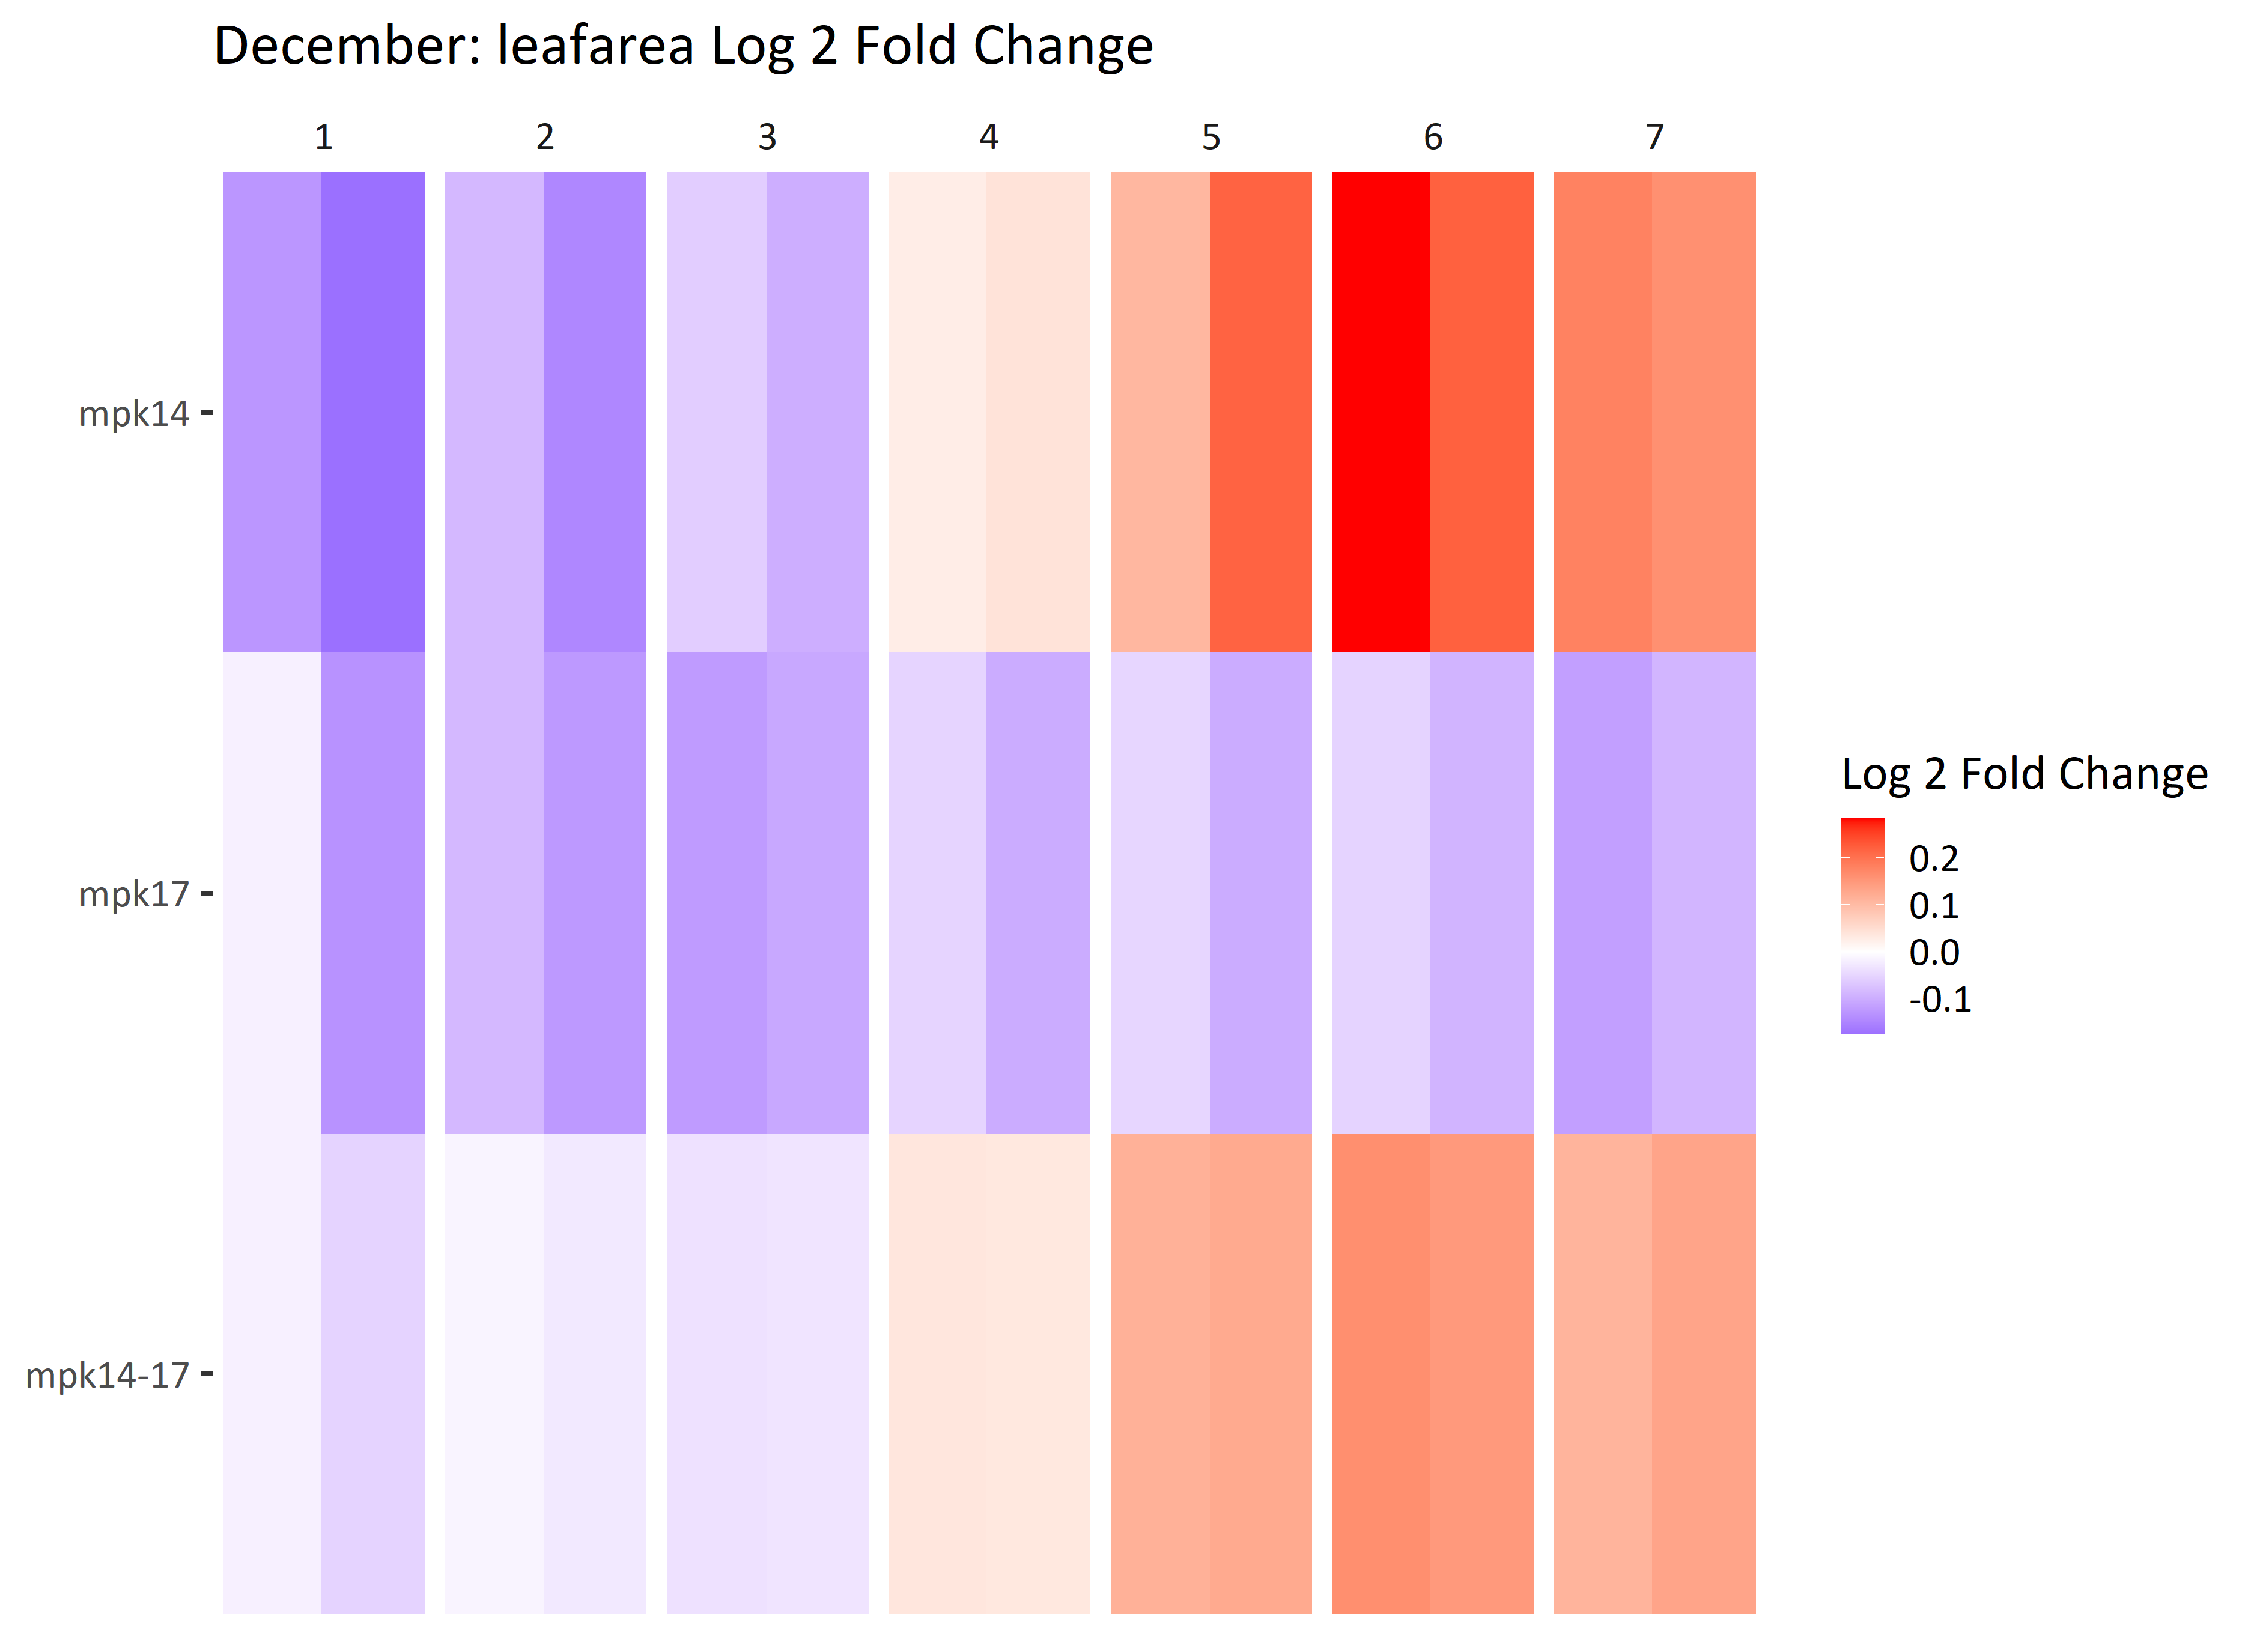 December: leafarea Log 2 Fold Change
1 2 3 4 5 6 7
mpk14
mpk17
mpk14-17
Log 2 Fold Change
0.2
0.1
0.0
-0.1